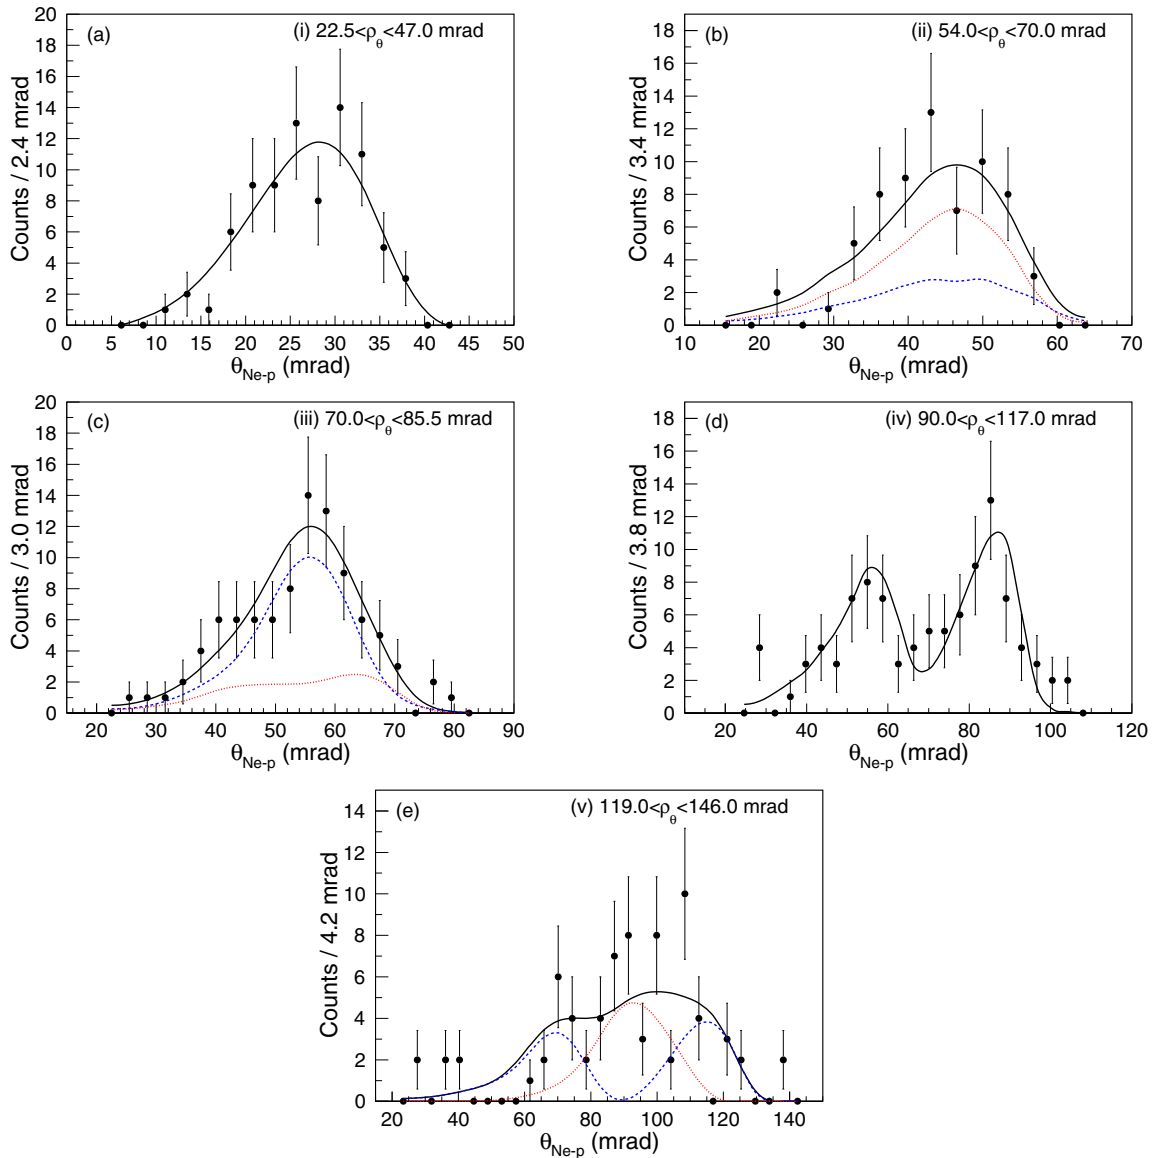 (a)
(i) 22.5<ρθ<47.0 mrad
Counts / 2.4 mrad
20
18
16
14
12
10
8
6
4
2
0
0 5 10 15 20 25 30 35 40 45 50
θNe-p (mrad)
(b)
(ii) 54.0<ρθ<70.0 mrad
Counts / 3.4 mrad
18
16
14
12
10
8
6
4
2
0
10 20 30 40 50 60 70
θNe-p (mrad)
(c)
(iii) 70.0<ρθ<85.5 mrad
Counts / 3.0 mrad
20
18
16
14
12
10
8
6
4
2
0
20 30 40 50 60 70 80 90
θNe-p (mrad)
(d)
(iv) 90.0<ρθ<117.0 mrad
Counts / 3.8 mrad
18
16
14
12
10
8
6
4
2
0
20 40 60 80 100 120
θNe-p (mrad)
(e)
(v) 119.0<ρθ<146.0 mrad
Counts / 4.2 mrad
14
12
10
8
6
4
2
0
20 40 60 80 100 120 140
θNe-p (mrad)